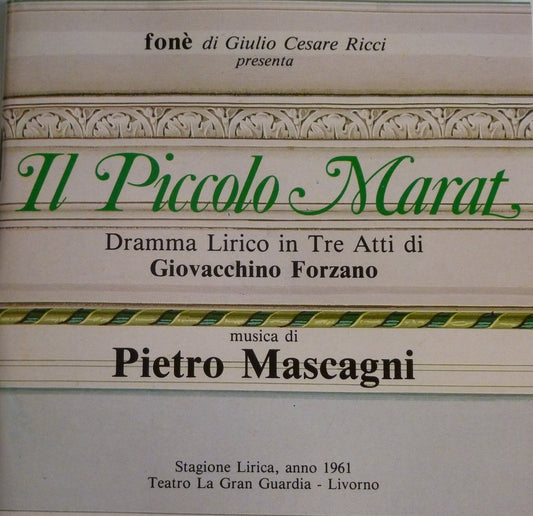 fonè di Giulio Cesare Ricci
presenta
Il Piccolo Marat
Dramma Lirico in Tre Atti di
Giovacchino Forzano
musica di
Pietro Mascagni
Stagione Lirica, anno 1961
Teatro La Gran Guardia - Livorno